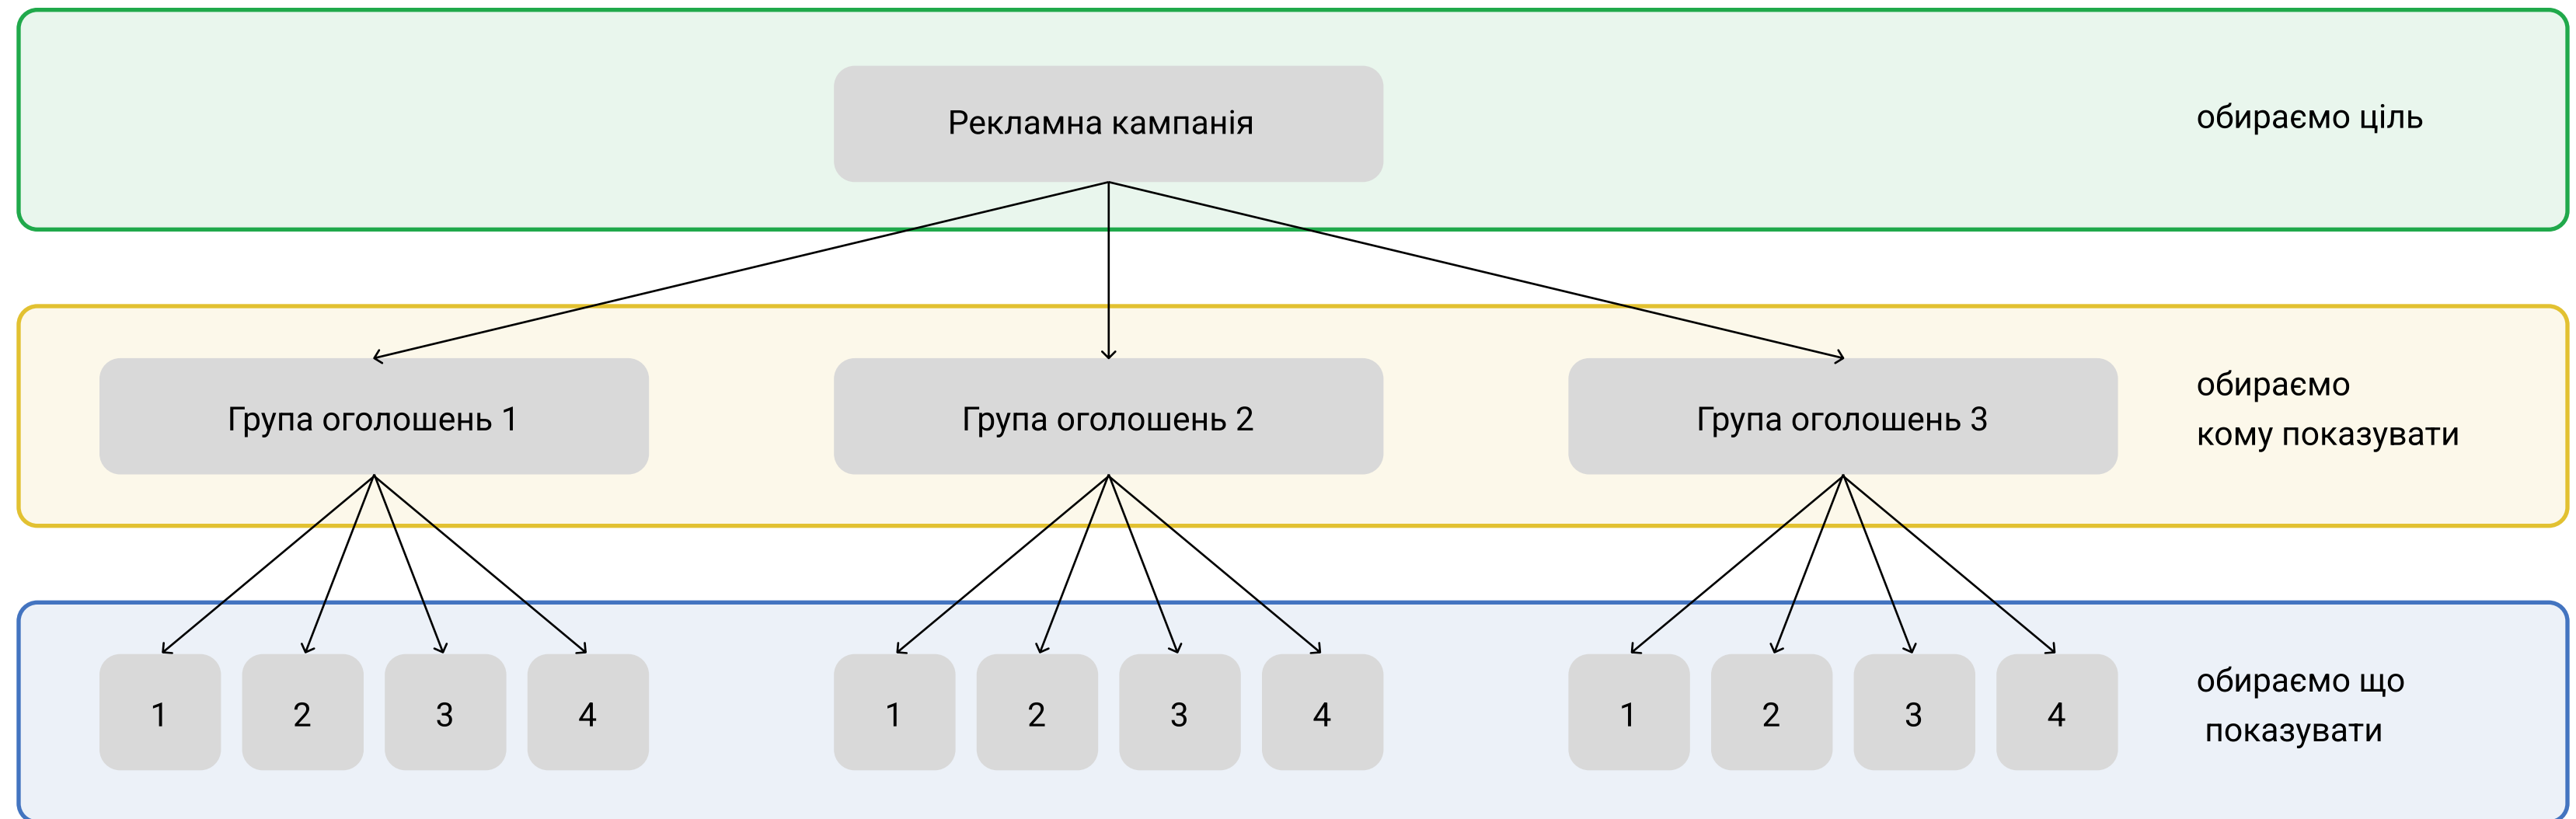 Рекламна кампанія
обираємо ціль
Група оголошень 1
Група оголошень 2
Група оголошень 3
обираємо
кому показувати
1
2
3
4
1
2
3
4
1
2
3
4
обираємо що
показувати